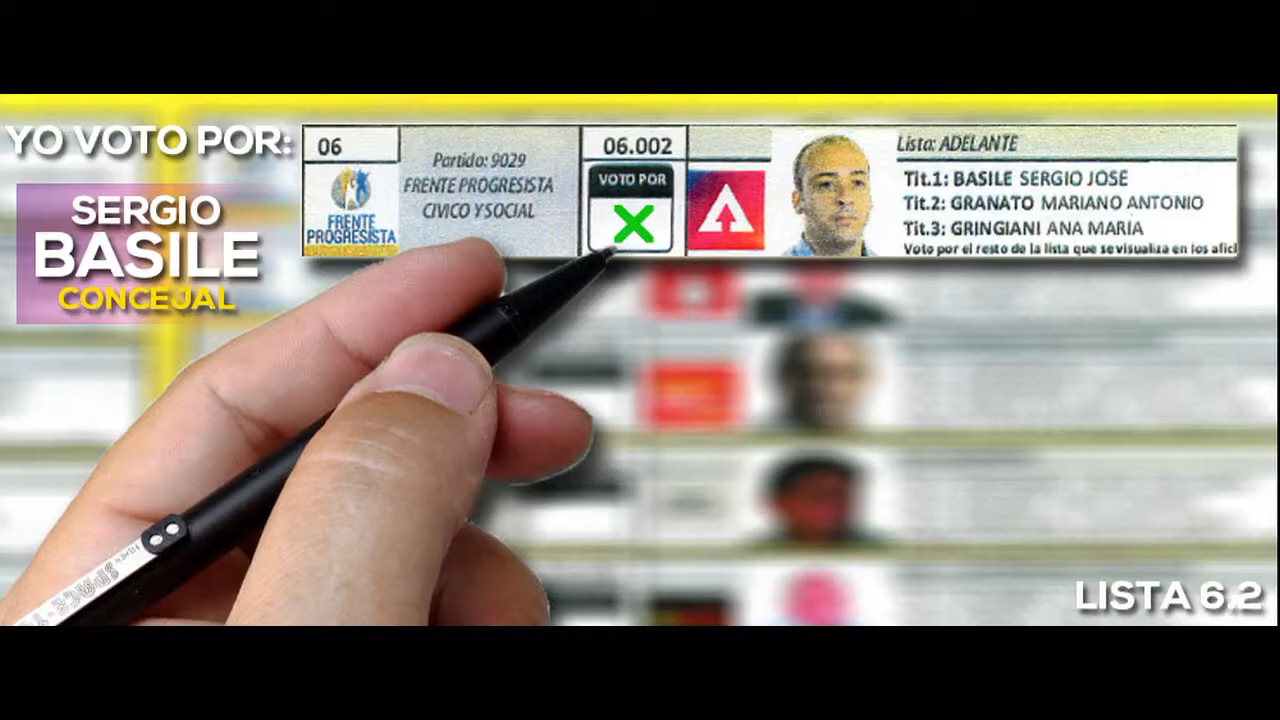 YO VOTO POR:
SERGIO
BASILE
CONCEJAL
06
FRENTE
PROGRESISTA
Partido: 9029
FRENTE PROGRESISTA
CIVICO Y SOCIAL
06.002
VOTO POR
Lista: ADELANTE
Tit.1: BASILE SERGIO JOSE
Tit.2: GRANATO MARIANO ANTONIO
Tit.3: GRINGIANI ANA MARIA
Voto por el resto de la lista que se visualiza en los afic
LISTA 6.2